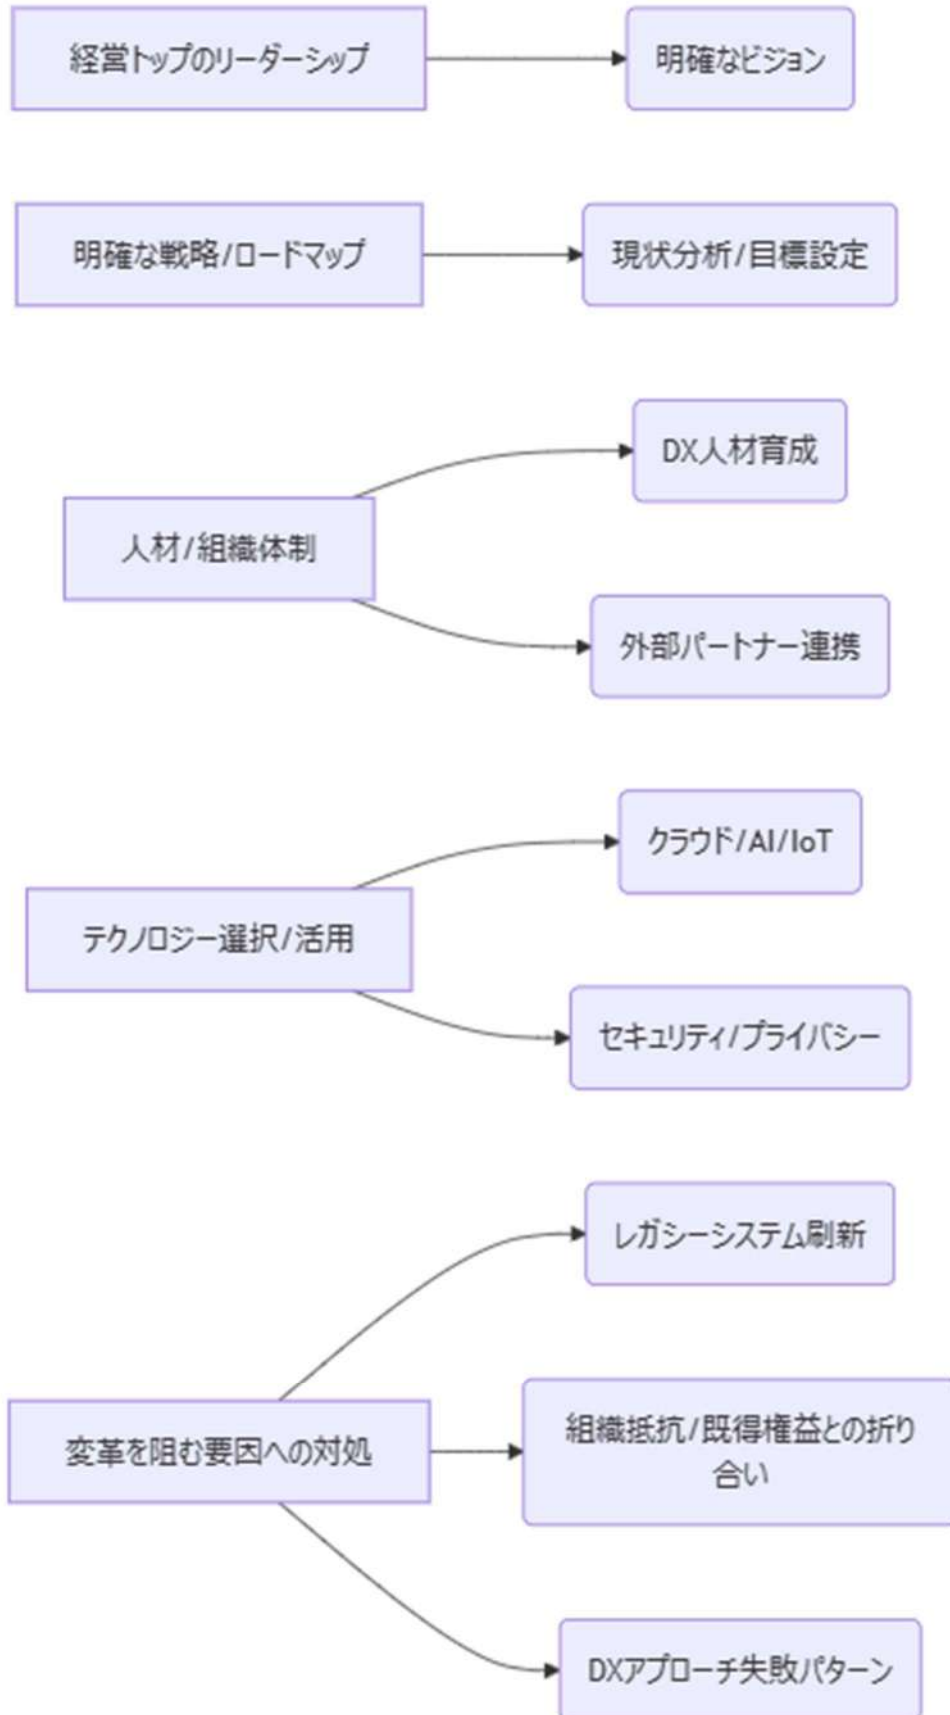 経営トップのリーダーシップ
明確なビジョン
明確な戦略/ロードマップ
現状分析/目標設定
DX人材育成
人材/組織体制
外部パートナー連携
クラウド/AI/IoT
テクノロジー選択/活用
セキュリティ/プライバシー
レガシーシステム刷新
変革を阻む要因への対処
組織抵抗/既得権益との折り
合い
DXアプローチ失敗パターン